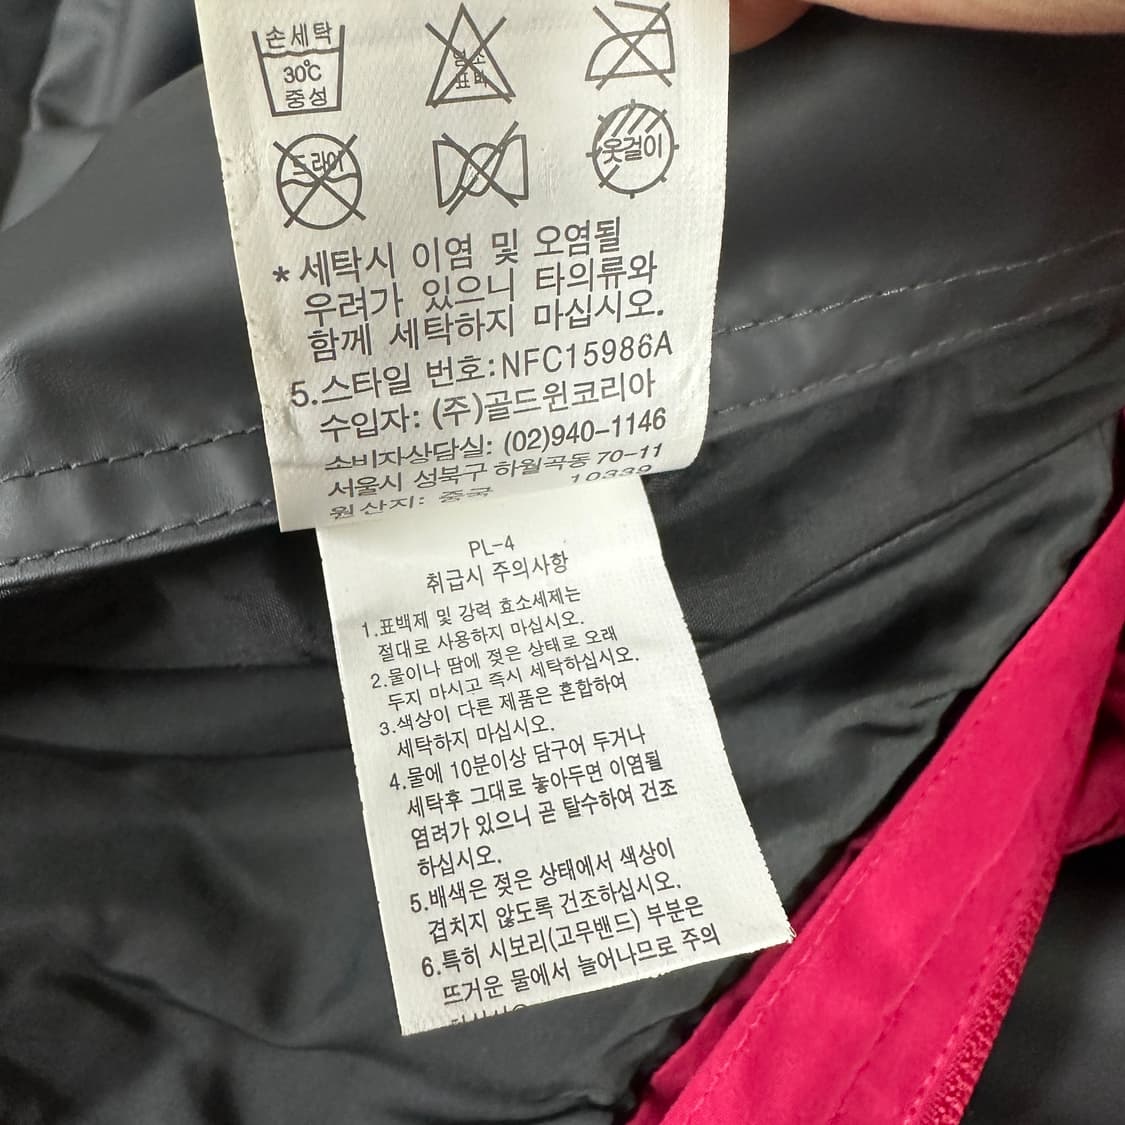 손세탁
30℃
중성
염소
표백
드라이
옷걸이
* 세탁시 이염 및 오염될
우려가 있으니 타의류와
함께 세탁하지 마십시오.
5.스타일 번호:NFC15986A
수입자: (주)골드윈코리아
소비자상담실: (02)940-1146
서울시 성북구 하월곡동 70-11
원산지: 중국 10339
PL-4
취급시 주의사항
1.표백제 및 강력 효소세제는
절대로 사용하지 마십시오.
2.물이나 땀에 젖은 상태로 오래
두지 마시고 즉시 세탁하십시오.
3.색상이 다른 제품은 혼합하여
세탁하지 마십시오.
4.물에 10분이상 담구어 두거나
세탁후 그대로 놓아두면 이염될
염려가 있으니 곧 탈수하여 건조
하십시오.
5.배색은 젖은 상태에서 색상이
겹치지 않도록 건조하십시오.
6.특히 시보리(고무밴드) 부분은
뜨거운 물에서 늘어나므로 주의